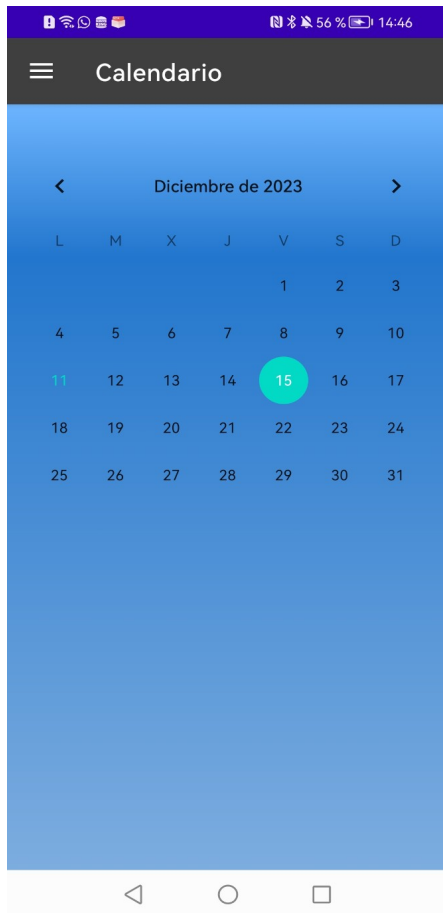 56 % 14:46
Calendario
Diciembre de 2023
L M X J V S D
1 2 3
4 5 6 7 8 9 10
11 12 13 14 15 16 17
18 19 20 21 22 23 24
25 26 27 28 29 30 31